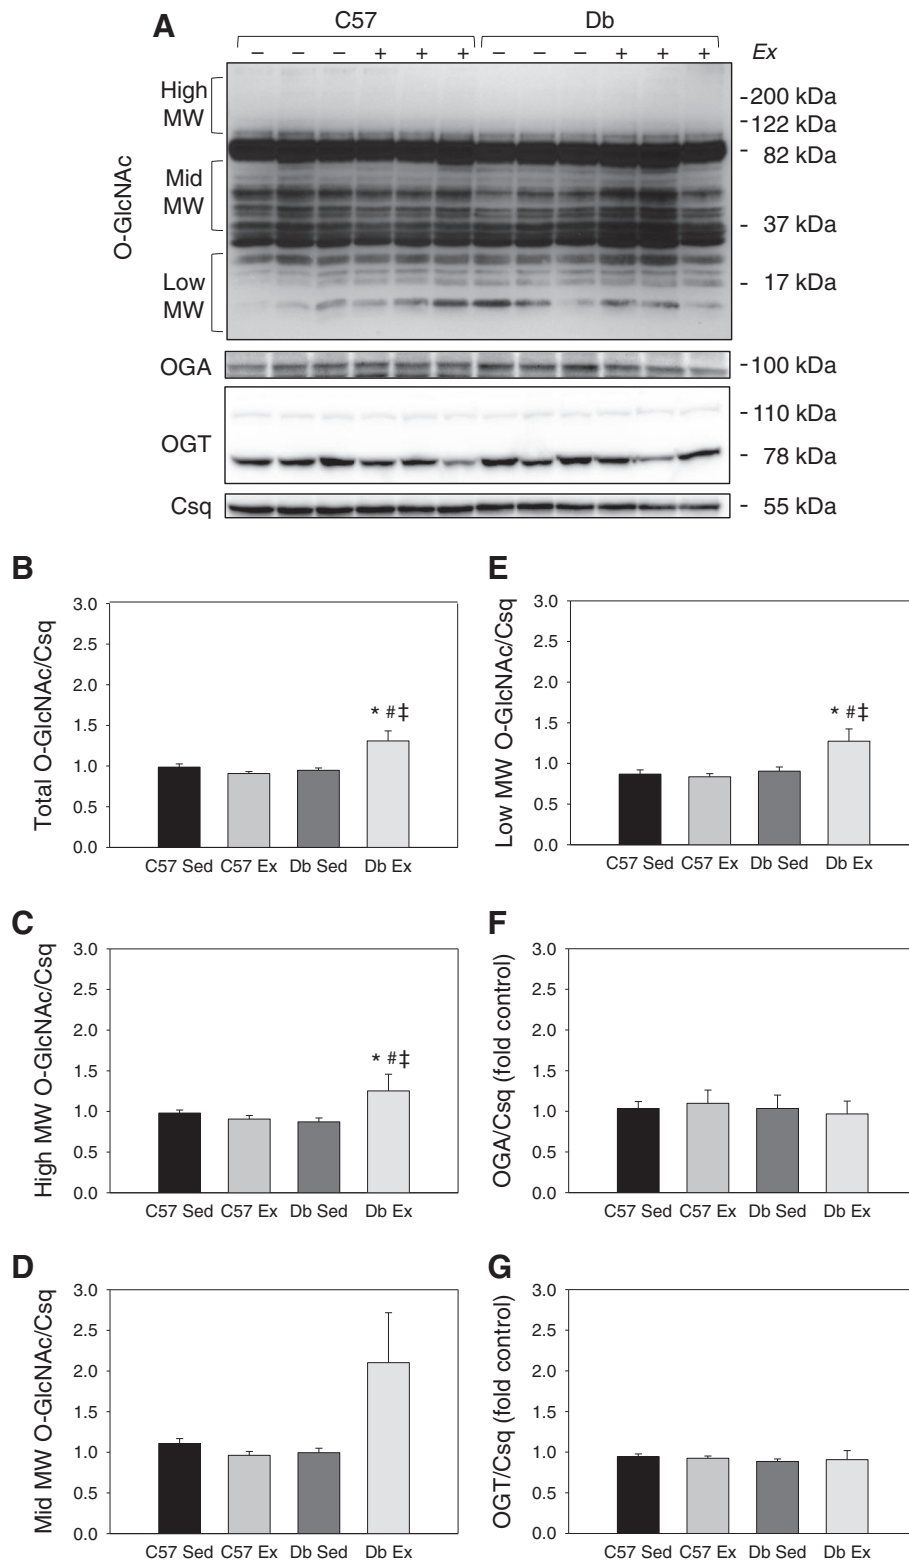 A
C57 Db
– – – + + + – – – + + + Ex
High
MW
Mid
MW
Low
MW
O-GlcNAc
-200 kDa
-122 kDa
- 82 kDa
- 37 kDa
- 17 kDa
OGA
-100 kDa
OGT
- 110 kDa
- 78 kDa
Csq
- 55 kDa
B
Total O-GlcNAc/Csq
3.0
2.5
2.0
1.5
1.0
0.5
0.0
* #‡
C57 Sed C57 Ex Db Sed Db Ex
E
Low MW O-GlcNAc/Csq
3.0
2.5
2.0
1.5
1.0
0.5
0.0
* #‡
C57 Sed C57 Ex Db Sed Db Ex
C
High MW O-GlcNAc/Csq
3.0
2.5
2.0
1.5
1.0
0.5
0.0
* #‡
C57 Sed C57 Ex Db Sed Db Ex
F
OGA/Csq (fold control)
3.0
2.5
2.0
1.5
1.0
0.5
0.0
C57 Sed C57 Ex Db Sed Db Ex
D
Mid MW O-GlcNAc/Csq
3.0
2.5
2.0
1.5
1.0
0.5
0.0
C57 Sed C57 Ex Db Sed Db Ex
G
OGT/Csq (fold control)
3.0
2.5
2.0
1.5
1.0
0.5
0.0
C57 Sed C57 Ex Db Sed Db Ex